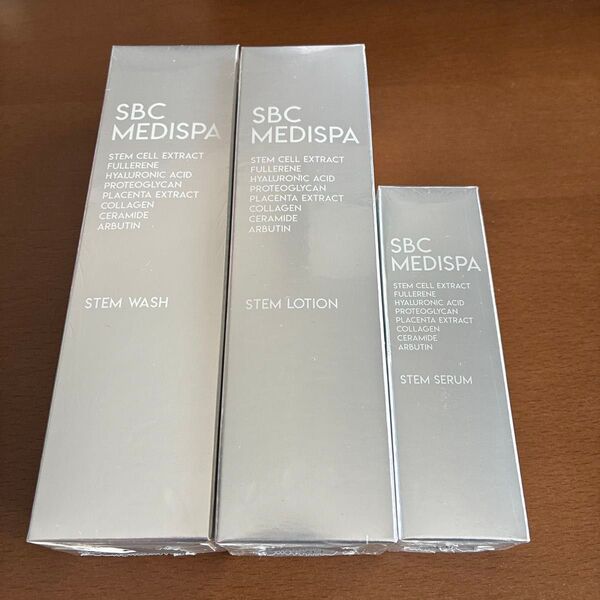 SBC
MEDISPA
STEM CELL EXTRACT
FULLERENE
HYALURONIC ACID
PROTEOGLYCAN
PLACENTA EXTRACT
COLLAGEN
CERAMIDE
ARBUTIN
STEM WASH
SBC
MEDISPA
STEM CELL EXTRACT
FULLERENE
HYALURONIC ACID
PROTEOGLYCAN
PLACENTA EXTRACT
COLLAGEN
CERAMIDE
ARBUTIN
STEM LOTION
SBC
MEDISPA
STEM CELL EXTRACT
FULLERENE
HYALURONIC ACID
PROTEOGLYCAN
PLACENTA EXTRACT
COLLAGEN
CERAMIDE
ARBUTIN
STEM SERUM